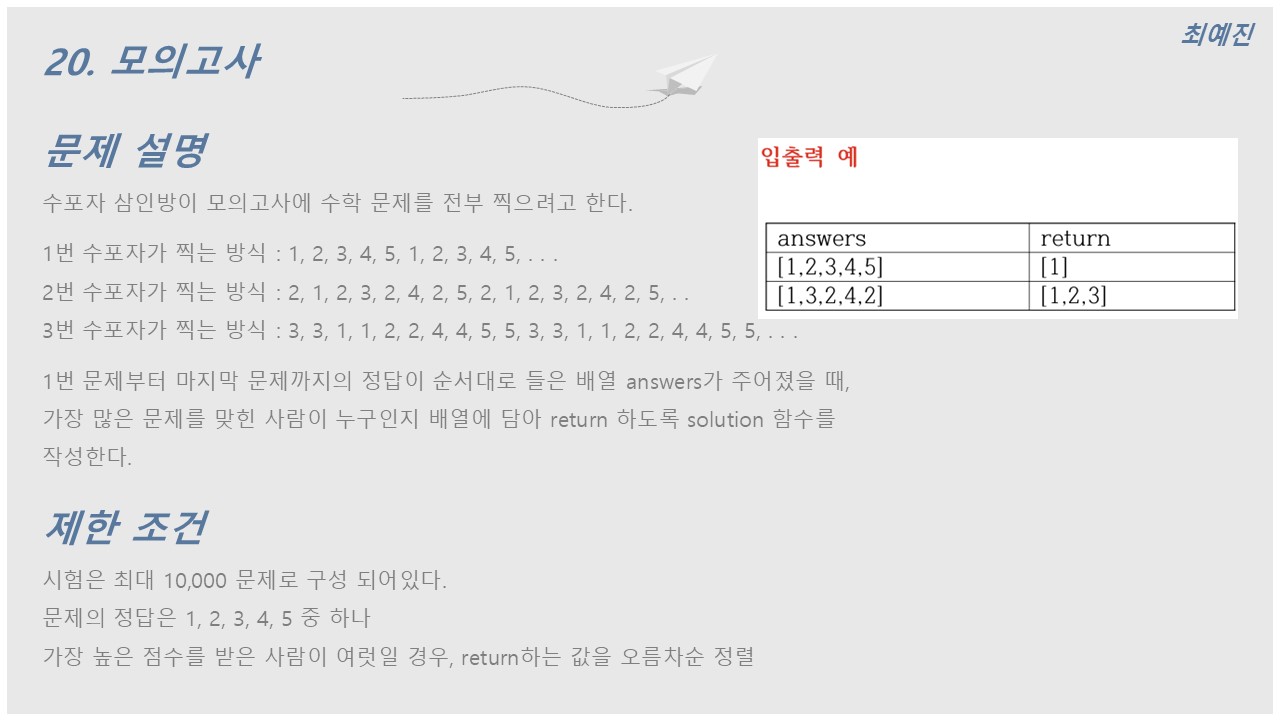 최예진
20. 모의고사
문제 설명
수포자 삼인방이 모의고사에 수학 문제를 전부 찍으려고 한다.
1번 수포자가 찍는 방식 : 1, 2, 3, 4, 5, 1, 2, 3, 4, 5, . . .
2번 수포자가 찍는 방식 : 2, 1, 2, 3, 2, 4, 2, 5, 2, 1, 2, 3, 2, 4, 2, 5, . .
3번 수포자가 찍는 방식 : 3, 3, 1, 1, 2, 2, 4, 4, 5, 5, 3, 3, 1, 1, 2, 2, 4, 4, 5, 5, . . .
1번 문제부터 마지막 문제까지의 정답이 순서대로 들은 배열 answers가 주어졌을 때,
가장 많은 문제를 맞힌 사람이 누구인지 배열에 담아 return 하도록 solution 함수를
작성한다.
입출력 예
answers return
[1,2,3,4,5] [1]
[1,3,2,4,2] [1,2,3]
제한 조건
시험은 최대 10,000 문제로 구성 되어있다.
문제의 정답은 1, 2, 3, 4, 5 중 하나
가장 높은 점수를 받은 사람이 여럿일 경우, return하는 값을 오름차순 정렬